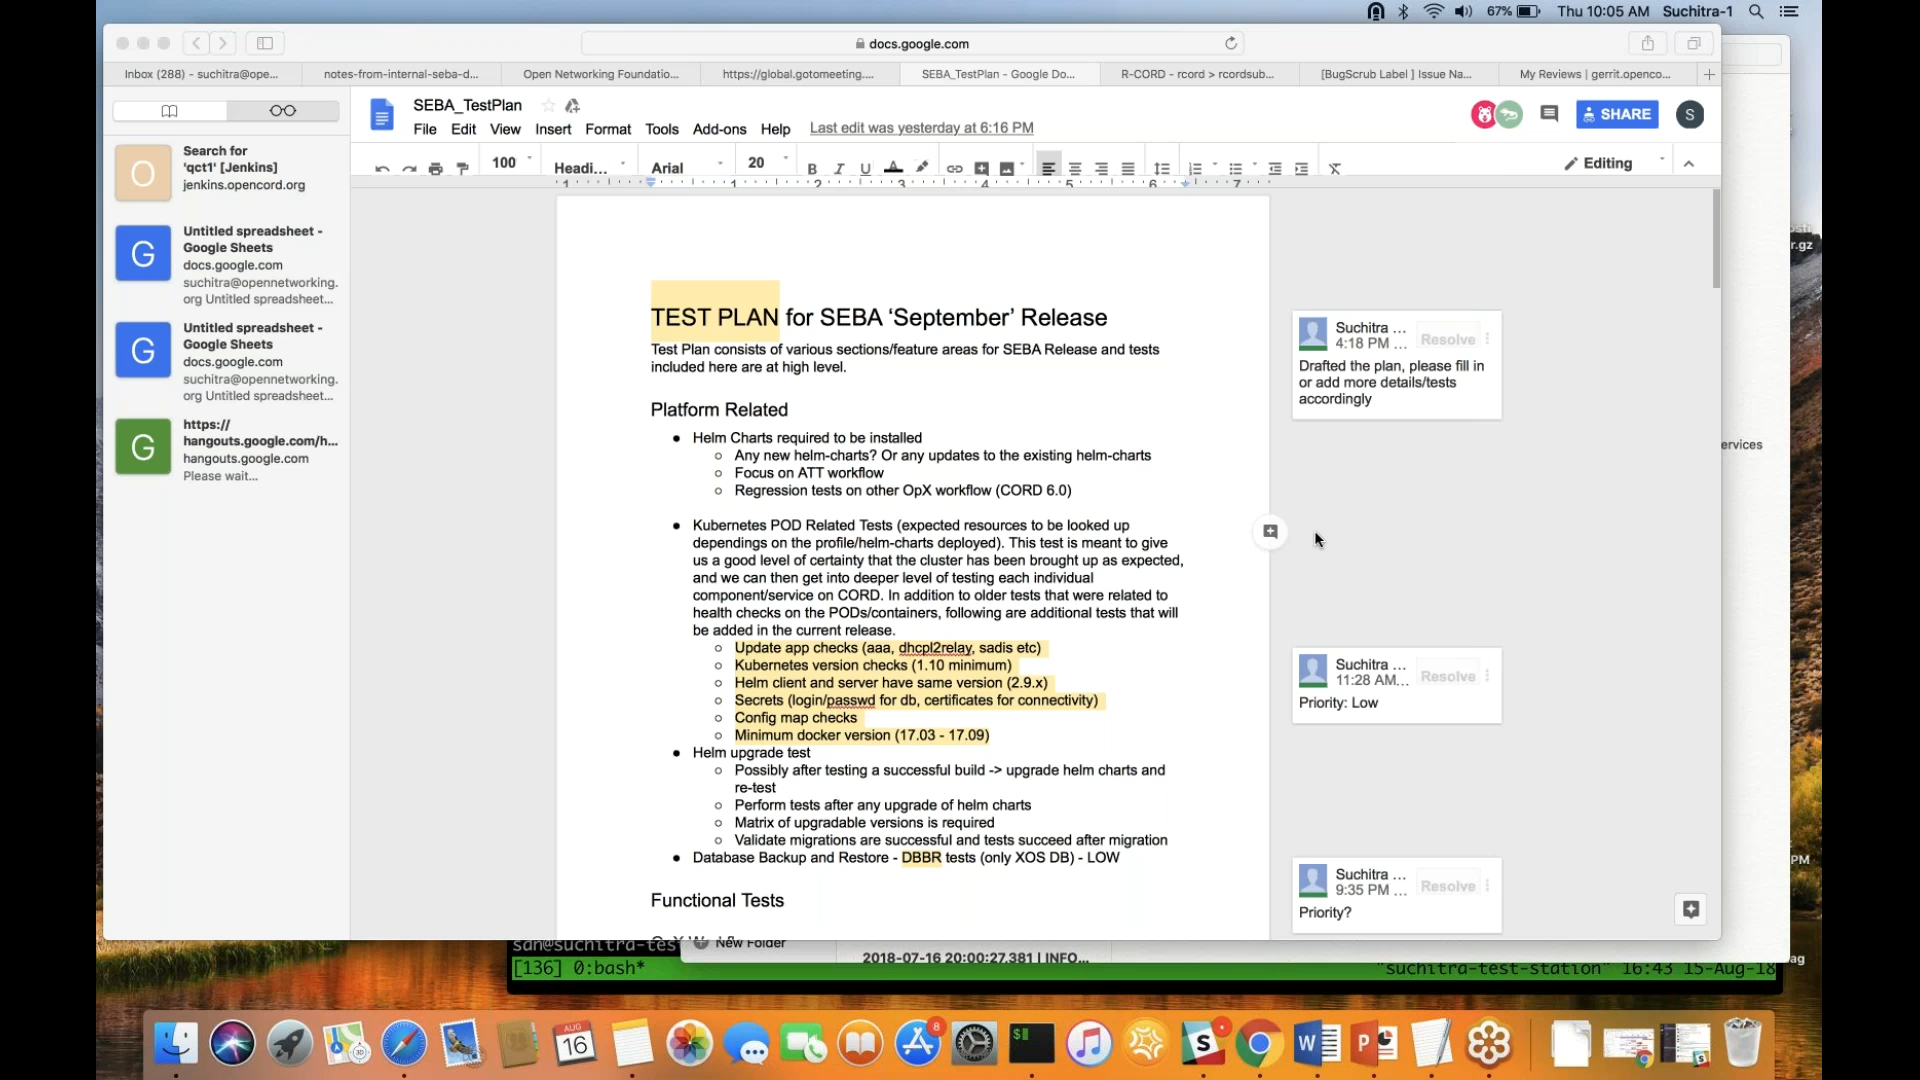 67%
Thu 10:05 AM
Suchitra-1
docs.google.com
Inbox (288) - suchitra@ope...
notes-from-internal-seba-d...
Open Networking Foundatio...
https://global.gotomeeting....
SEBA_TestPlan - Google Do...
R-CORD - rcord > rcordsub...
[BugScrub Label ] Issue Na...
My Reviews | gerrit.openco...
SEBA_TestPlan
File Edit View Insert Format Tools Add-ons Help
Last edit was yesterday at 6:16 PM
SHARE
S
100 Headi... Arial 20
B I U A
Editing
1 1 2 3 4 5 6 7
O
Search for
'qct1' [Jenkins]
jenkins.opencord.org
G
Untitled spreadsheet -
Google Sheets
docs.google.com
suchitra@opennetworking.
org Untitled spreadsheet...
G
Untitled spreadsheet -
Google Sheets
docs.google.com
suchitra@opennetworking.
org Untitled spreadsheet...
G
https://
hangouts.google.com/h...
hangouts.google.com
Please wait...
TEST PLAN for SEBA ‘September’ Release
Test Plan consists of various sections/feature areas for SEBA Release and tests
included here are at high level.
Platform Related
● Helm Charts required to be installed
○ Any new helm-charts? Or any updates to the existing helm-charts
○ Focus on ATT workflow
○ Regression tests on other OpX workflow (CORD 6.0)
● Kubernetes POD Related Tests (expected resources to be looked up
dependings on the profile/helm-charts deployed). This test is meant to give
us a good level of certainty that the cluster has been brought up as expected,
and we can then get into deeper level of testing each individual
component/service on CORD. In addition to older tests that were related to
health checks on the PODs/containers, following are additional tests that will
be added in the current release.
○ Update app checks (aaa, dhcpl2relay, sadis etc)
○ Kubernetes version checks (1.10 minimum)
○ Helm client and server have same version (2.9.x)
○ Secrets (login/passwd for db, certificates for connectivity)
○ Config map checks
○ Minimum docker version (17.03 - 17.09)
● Helm upgrade test
○ Possibly after testing a successful build -> upgrade helm charts and
re-test
○ Perform tests after any upgrade of helm charts
○ Matrix of upgradable versions is required
○ Validate migrations are successful and tests succeed after migration
● Database Backup and Restore - DBBR tests (only XOS DB) - LOW
Functional Tests
Suchitra ...
4:18 PM ...
Resolve
Drafted the plan, please fill in
or add more details/tests
accordingly
Suchitra ...
11:28 AM...
Resolve
Priority: Low
Suchitra ...
9:35 PM ...
Resolve
Priority?
r.gz
ervices
PM
ag
san@suchitra-tes
New Folder
2018-07-16 20:00:27.381 | INFO...
[136] 0:bash*
"suchitra-test-station" 16:43 15-Aug-18
AUG
16
3D
8
$
S
W
P